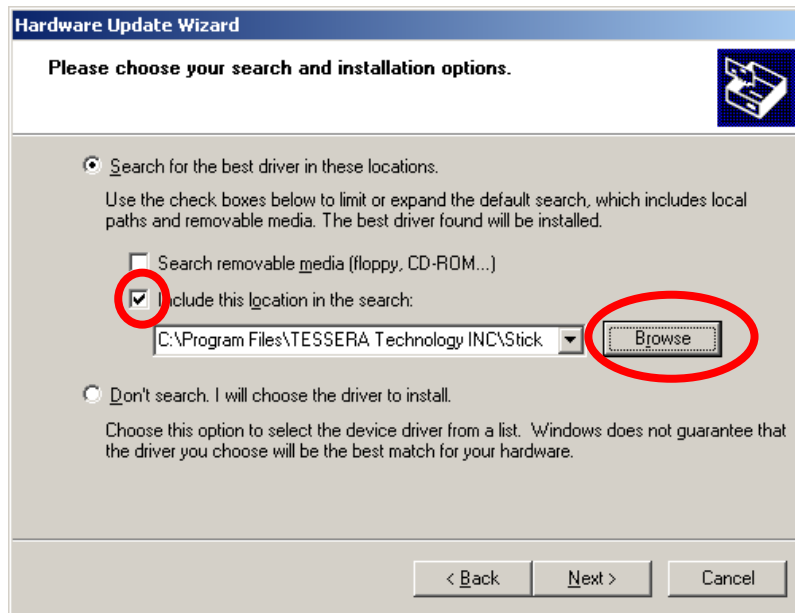 Hardware Update Wizard
Please choose your search and installation options.
Search for the best driver in these locations.
Use the check boxes below to limit or expand the default search, which includes local
paths and removable media. The best driver found will be installed.
Search removable media (floppy, CD-ROM...)
Include this location in the search:
C:\Program Files\TESSERA Technology INC\Stick
Browse
Don't search. I will choose the driver to install.
Choose this option to select the device driver from a list. Windows does not guarantee that
the driver you choose will be the best match for your hardware.
< Back
Next >
Cancel